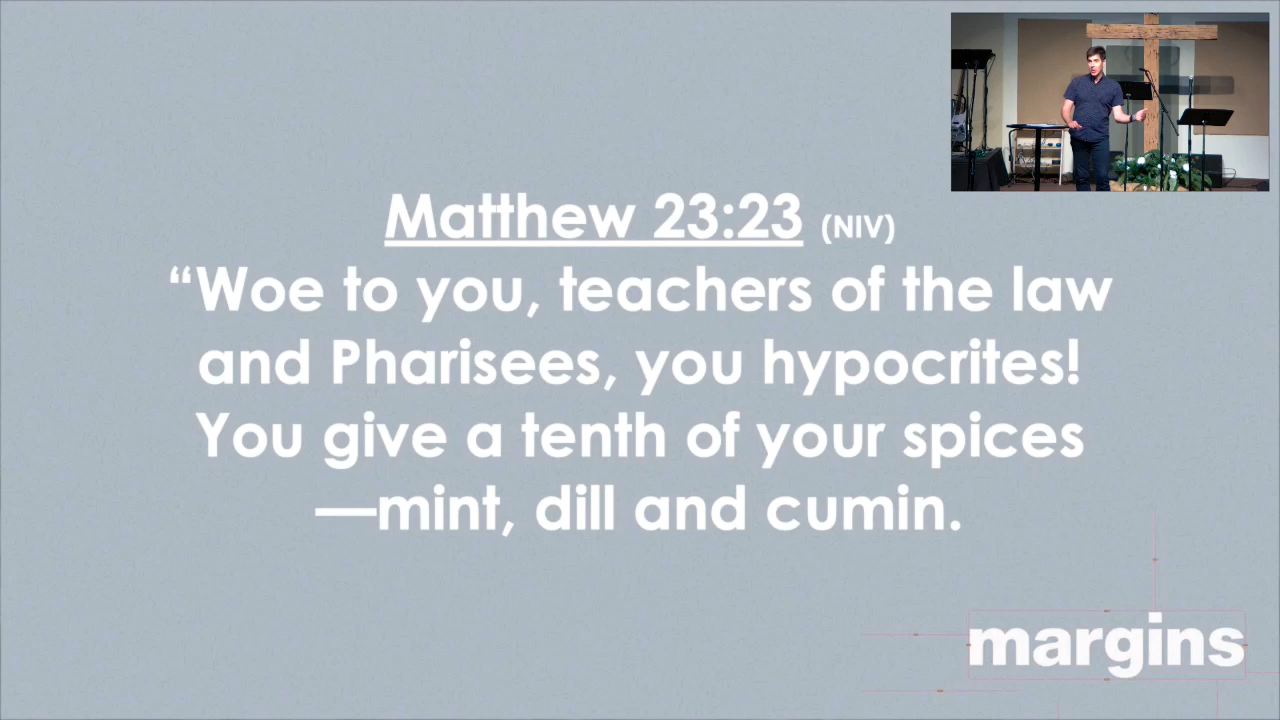 Matthew 23:23 (NIV)
“Woe to you, teachers of the law
and Pharisees, you hypocrites!
You give a tenth of your spices
—mint, dill and cumin.
margins